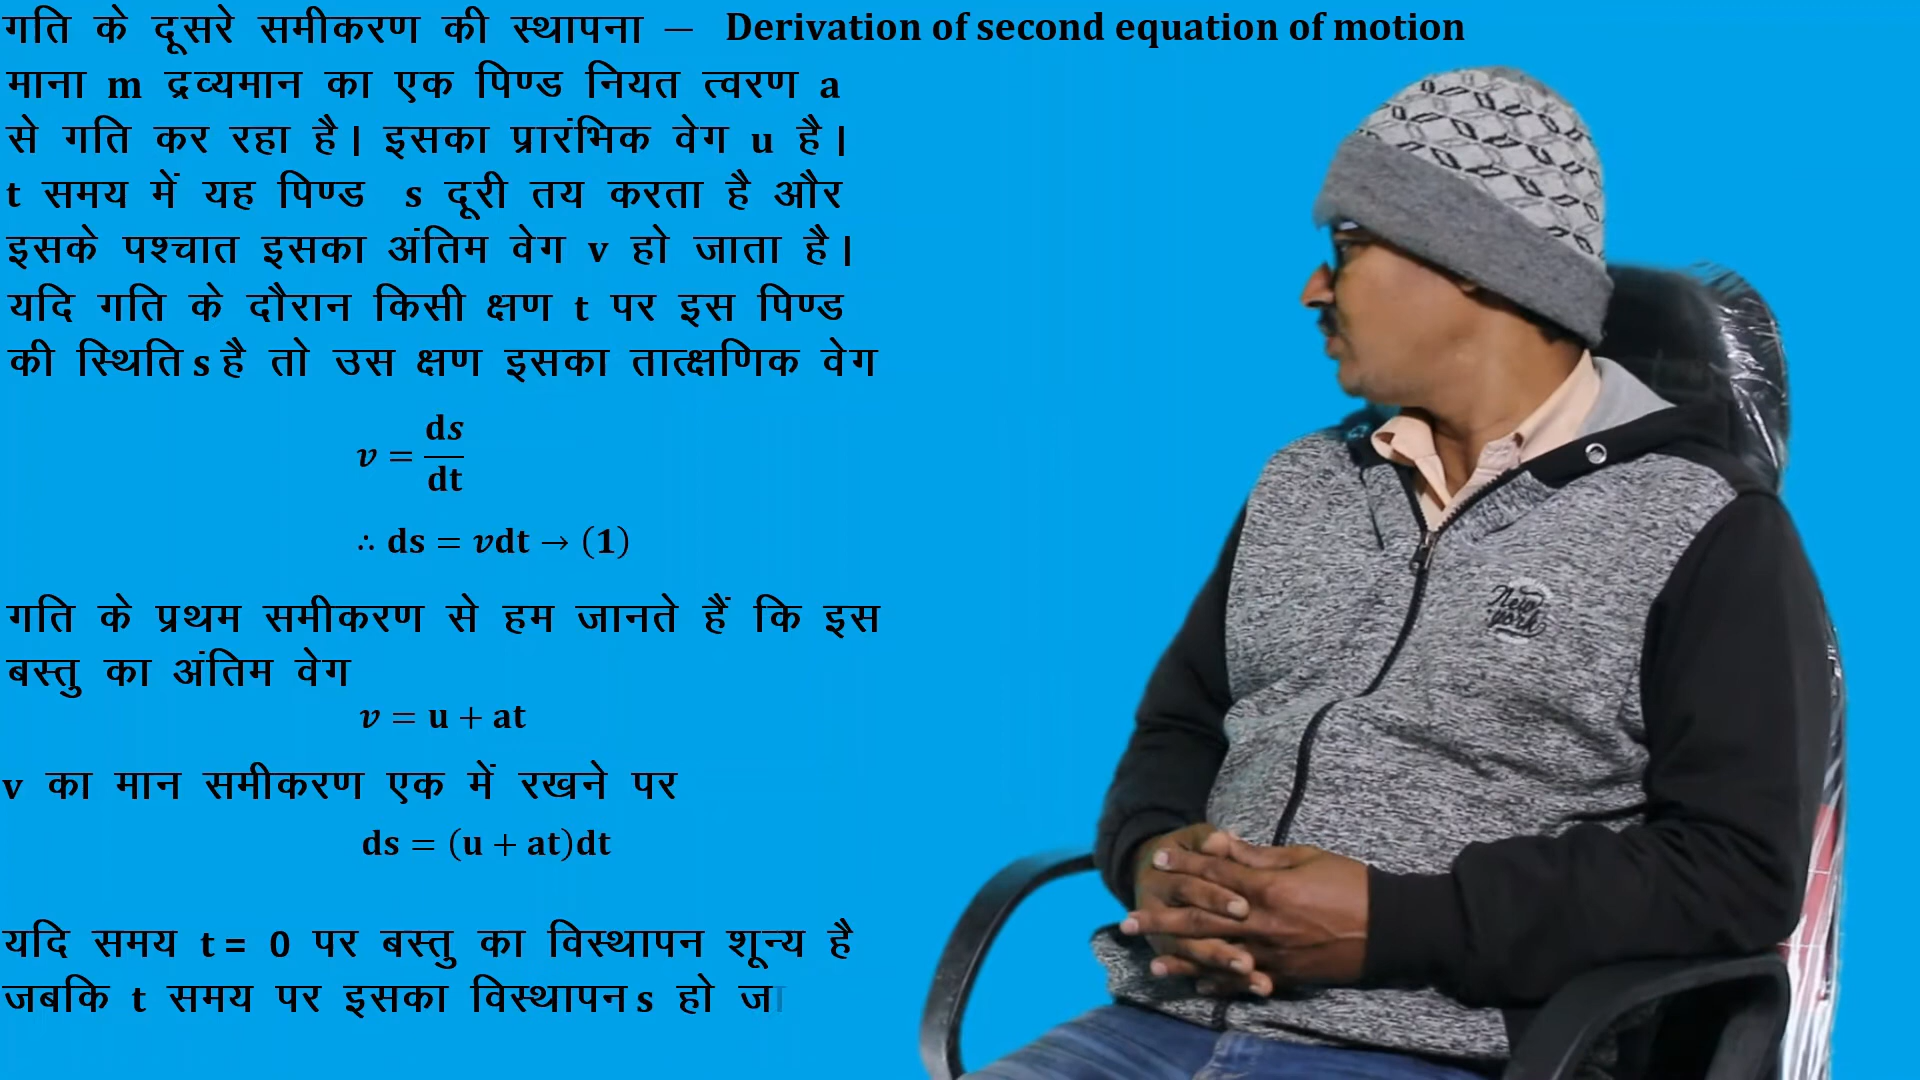 गति के दूसरे समीकरण की स्थापना — Derivation of second equation of motion
माना m द्रव्यमान का एक पिण्ड नियत त्वरण a
से गति कर रहा है| इसका प्रारंभिक वेग u है|
t समय में यह पिण्ड s दूरी तय करता है और
इसके पश्चात इसका अंतिम वेग v हो जाता है|
यदि गति के दौरान किसी क्षण t पर इस पिण्ड
की स्थिति s है तो उस क्षण इसका तात्क्षणिक वेग
v = ds/dt
∴ ds = vdt → (1)
गति के प्रथम समीकरण से हम जानते हैं कि इस
बस्तु का अंतिम वेग
v = u + at
v का मान समीकरण एक में रखने पर
ds = (u + at)dt
यदि समय t = 0 पर बस्तु का विस्थापन शून्य है
जबकि t समय पर इसका विस्थापन s हो जा
New York